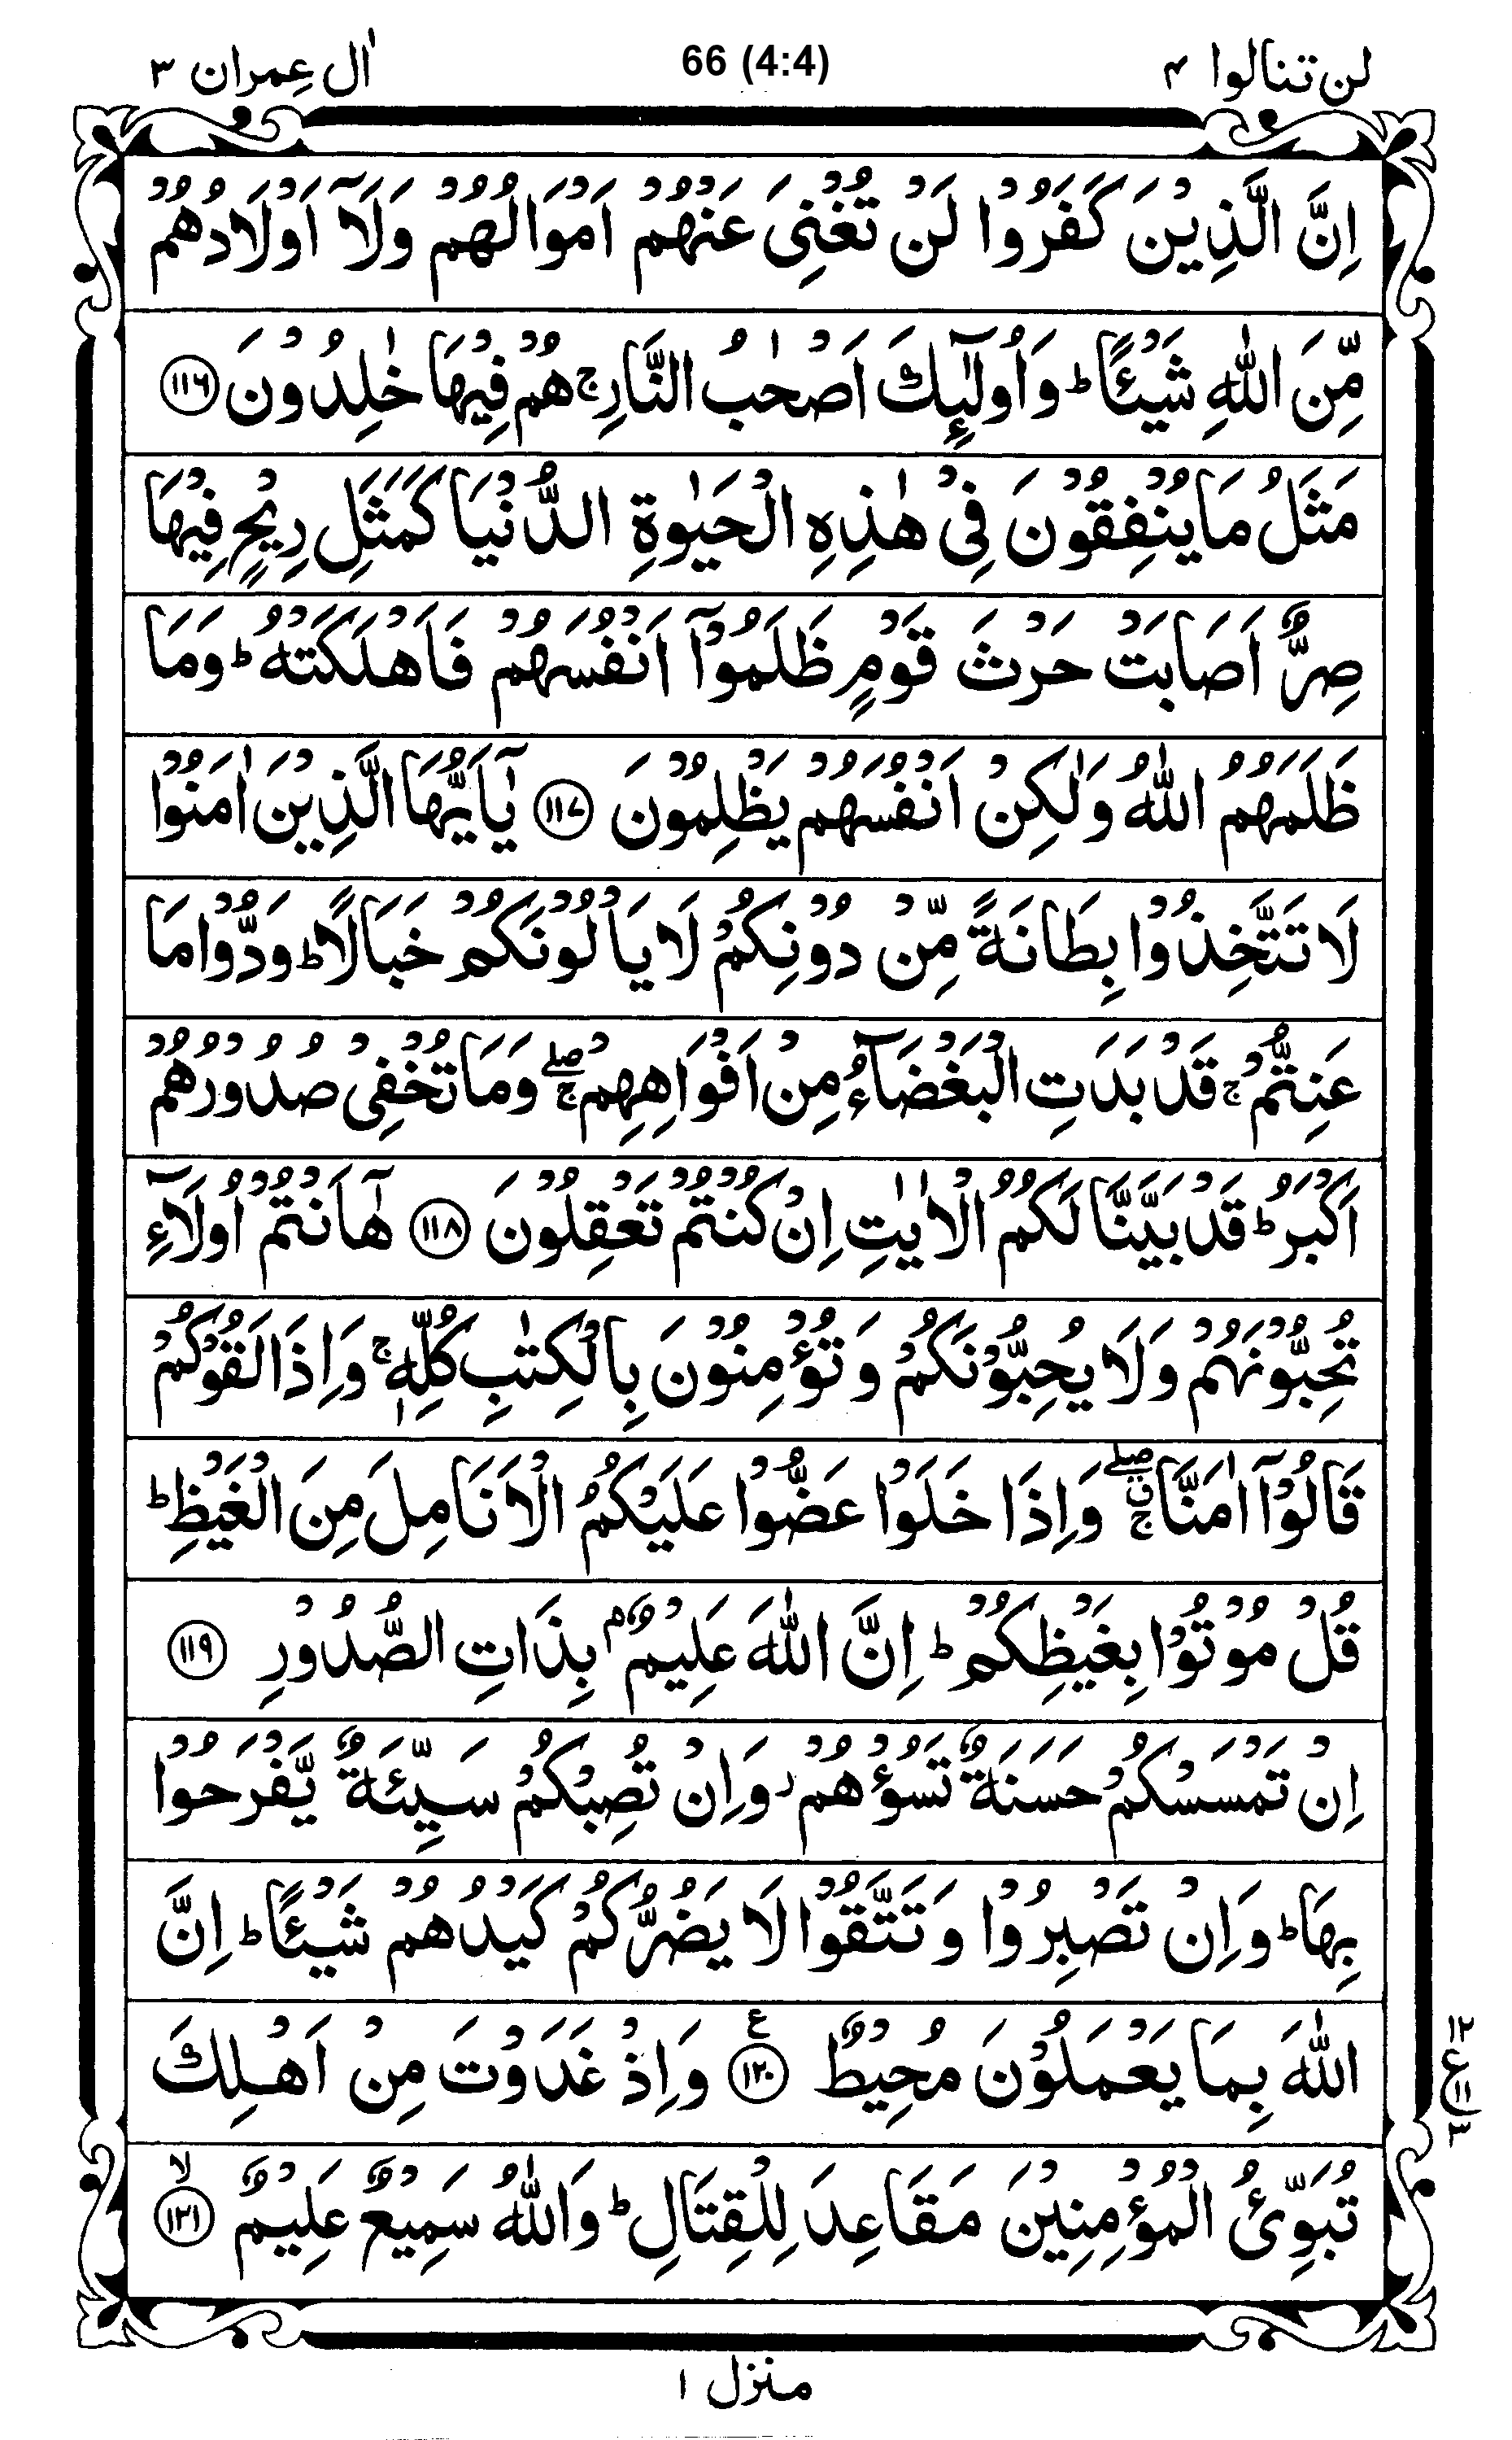 لن تنالوا ۴ 66 (4:4) اٰل عِمران ۳
اِنَّ الَّذِيْنَ كَفَرُوْا لَنْ تُغْنِىَ عَنْهُمْ اَمْوَالُهُمْ وَلَاۤ اَوْلَادُهُمْ
مِّنَ اللّٰهِ شَيْـًٔا ؕ وَاُولٰٓئِكَ اَصْحٰبُ النَّارِ ۚ هُمْ فِيْهَا خٰلِدُوْنَ ﴿۱۱۶﴾
مَثَلُ مَا يُنْفِقُوْنَ فِىْ هٰذِهِ الْحَيٰوةِ الدُّنْيَا كَمَثَلِ رِيْحٍ فِيْهَا
صِرٌّ اَصَابَتْ حَرْثَ قَوْمٍ ظَلَمُوْۤا اَنْفُسَهُمْ فَاَهْلَكَتْهُ ؕ وَمَا
ظَلَمَهُمُ اللّٰهُ وَلٰكِنْ اَنْفُسَهُمْ يَظْلِمُوْنَ ﴿۱۱۷﴾ يٰۤاَيُّهَا الَّذِيْنَ اٰمَنُوْا
لَا تَتَّخِذُوْا بِطَانَةً مِّنْ دُوْنِكُمْ لَا يَاْلُوْنَكُمْ خَبَالًا ؕ وَدُّوْا مَا
عَنِتُّمْ ۚ قَدْ بَدَتِ الْبَغْضَآءُ مِنْ اَفْوَاهِهِمْ ۖۚ وَمَا تُخْفِىْ صُدُوْرُهُمْ
اَكْبَرُ ؕ قَدْ بَيَّنَّا لَكُمُ الْاٰيٰتِ اِنْ كُنْتُمْ تَعْقِلُوْنَ ﴿۱۱۸﴾ هٰۤاَنْتُمْ اُولَآءِ
تُحِبُّوْنَهُمْ وَلَا يُحِبُّوْنَكُمْ وَتُؤْمِنُوْنَ بِالْكِتٰبِ كُلِّهٖ ۚ وَاِذَا لَقُوْكُمْ
قَالُوْۤا اٰمَنَّا ۖۗۚ وَاِذَا خَلَوْا عَضُّوْا عَلَيْكُمُ الْاَنَامِلَ مِنَ الْغَيْظِ ؕ
قُلْ مُوْتُوْا بِغَيْظِكُمْ ؕ اِنَّ اللّٰهَ عَلِيْمٌۢ بِذَاتِ الصُّدُوْرِ ﴿۱۱۹﴾
اِنْ تَمْسَسْكُمْ حَسَنَةٌ تَسُؤْهُمْ ز وَاِنْ تُصِبْكُمْ سَيِّئَةٌ يَّفْرَحُوْا
بِهَا ؕ وَاِنْ تَصْبِرُوْا وَتَتَّقُوْا لَا يَضُرُّكُمْ كَيْدُهُمْ شَيْـًٔا ؕ اِنَّ
اللّٰهَ بِمَا يَعْمَلُوْنَ مُحِيْطٌ ﴿۱۲۰﴾ ع وَاِذْ غَدَوْتَ مِنْ اَهْلِكَ
۱۲ ع ۱۱ ۳
تُبَوِّئُ الْمُؤْمِنِيْنَ مَقَاعِدَ لِلْقِتَالِ ؕ وَاللّٰهُ سَمِيْعٌ عَلِيْمٌ ﴿۱۲۱﴾ ۙ
منزل ۱